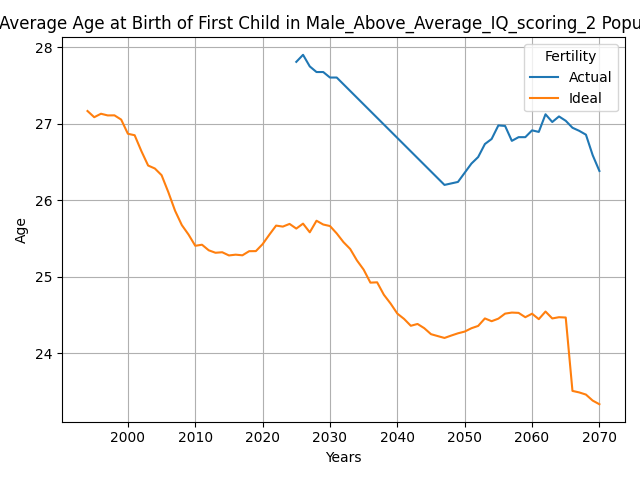 Average Age at Birth of First Child in Male_Above_Average_IQ_scoring_2
Fertility
Actual
Ideal
28
27
26
25
24
Age
2000
2010
2020
2030
2040
2050
2060
2070
Years